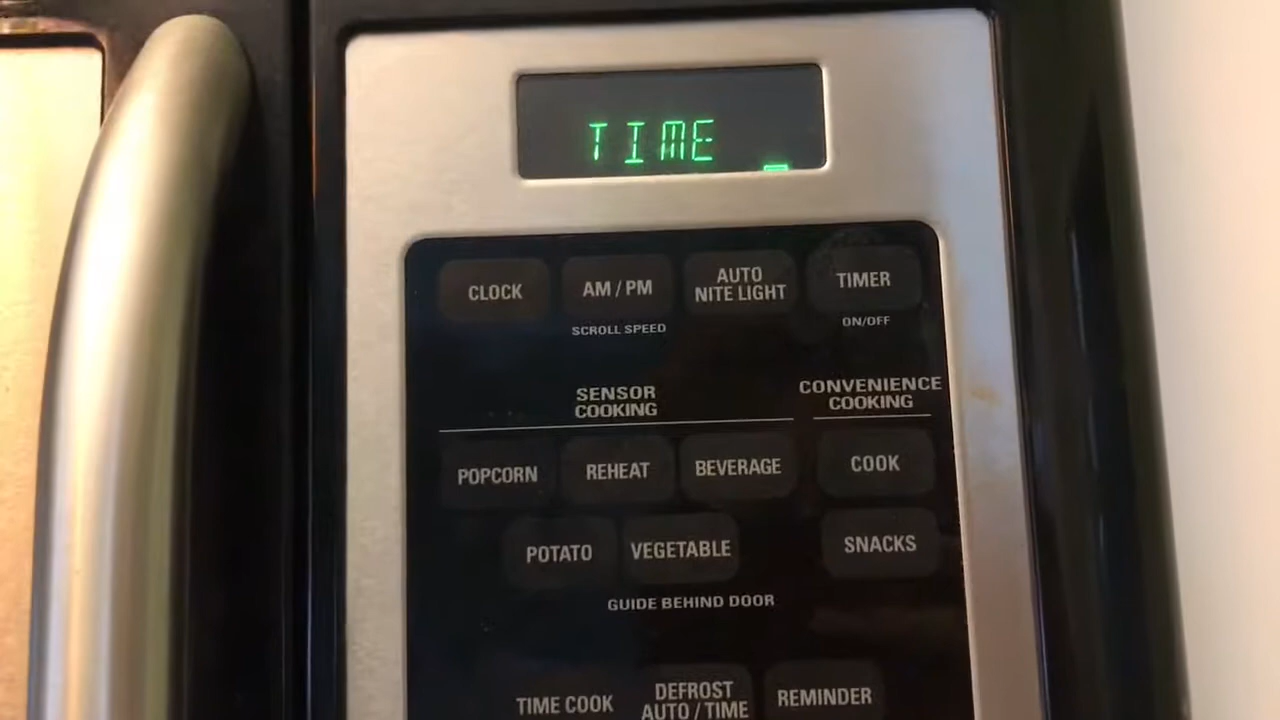 TIME _
CLOCK
AM / PM
AUTO
NITE LIGHT
TIMER
SCROLL SPEED
ON/OFF
SENSOR
COOKING
CONVENIENCE
COOKING
POPCORN
REHEAT
BEVERAGE
COOK
POTATO
VEGETABLE
SNACKS
GUIDE BEHIND DOOR
TIME COOK
DEFROST
AUTO / TIME
REMINDER